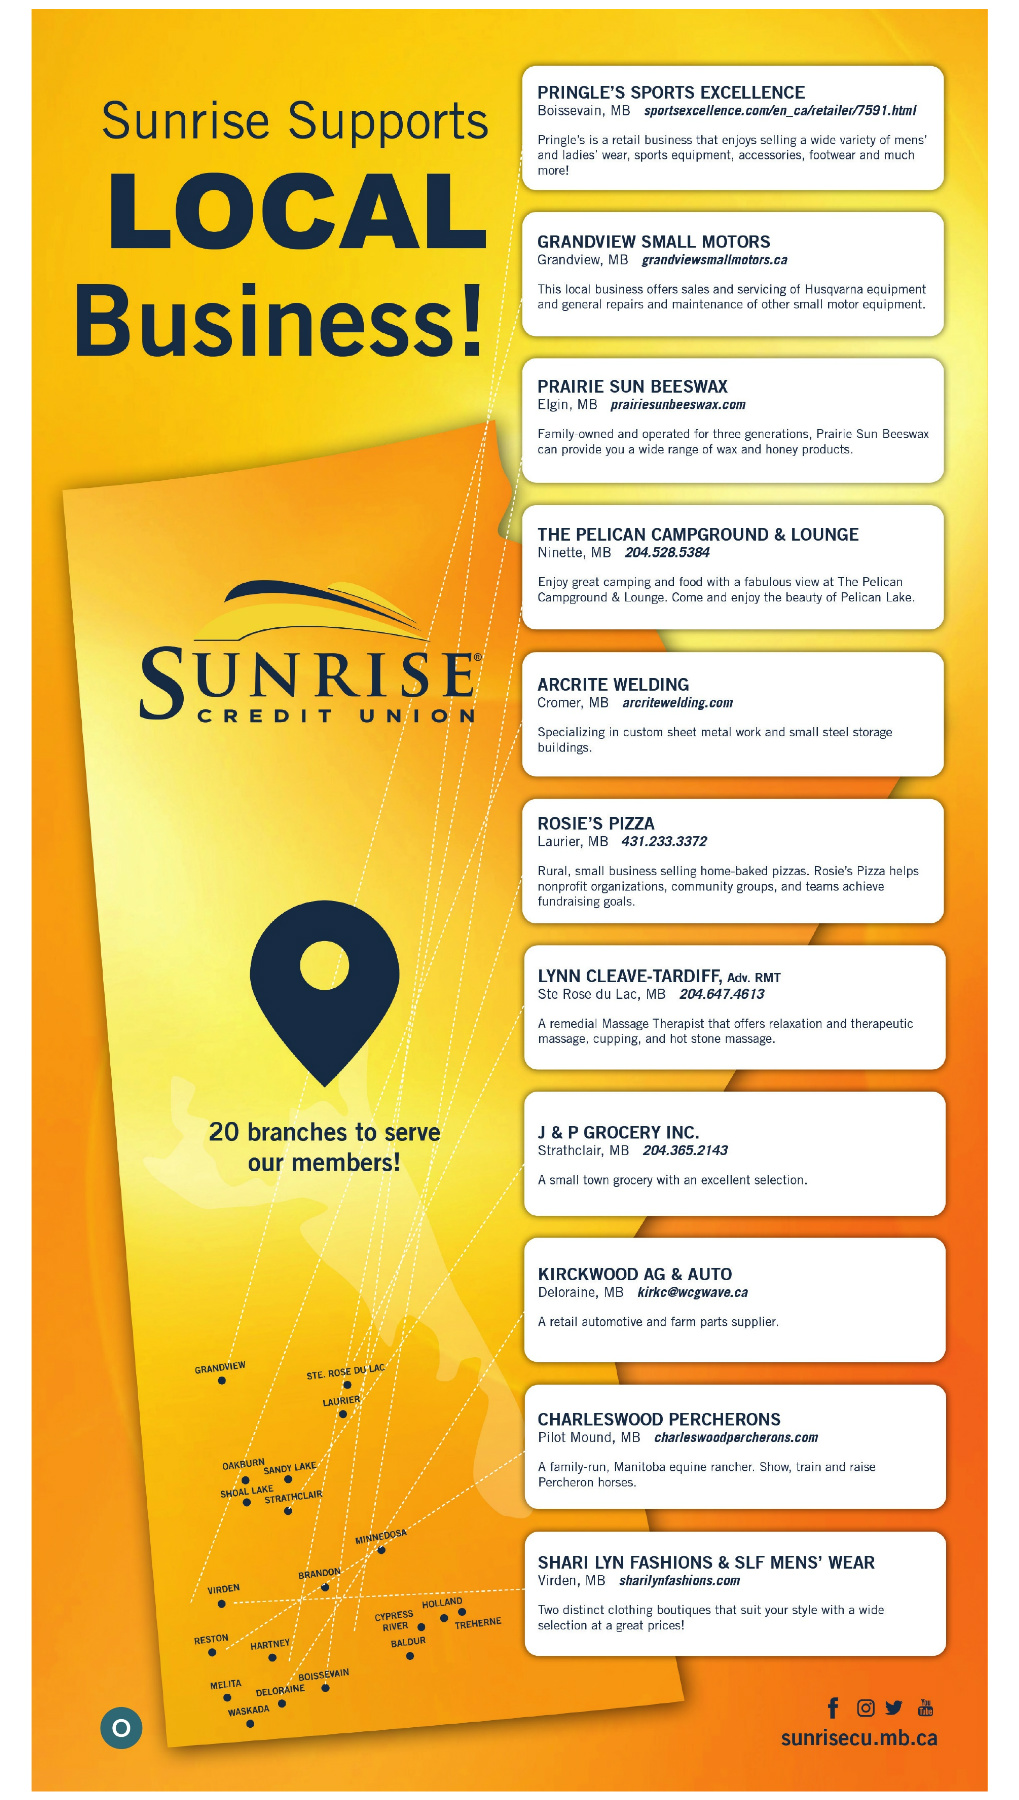 Sunrise Supports
LOCAL
Business!
SUNRISE®
CREDIT UNION
20 branches to serve
our members!
GRANDVIEW
STE. ROSE DU LAC
LAURIER
OAKBURN
SANDY LAKE
SHOAL LAKE
STRATHCLAIR
MINNEDOSA
BRANDON
VIRDEN
HOLLAND
CYPRESS
RIVER
TREHERNE
RESTON
HARTNEY
BALDUR
BOISSEVAIN
MELITA
DELORAINE
WASKADA
O
PRINGLE'S SPORTS EXCELLENCE
Boissevain, MB sportsexcellence.com/en_ca/retailer/7591.html
Pringle's is a retail business that enjoys selling a wide variety of mens'
and ladies' wear, sports equipment, accessories, footwear and much
more!
GRANDVIEW SMALL MOTORS
Grandview, MB grandviewsmallmotors.ca
This local business offers sales and servicing of Husqvarna equipment
and general repairs and maintenance of other small motor equipment.
PRAIRIE SUN BEESWAX
Elgin, MB prairiesunbeeswax.com
Family-owned and operated for three generations, Prairie Sun Beeswax
can provide you a wide range of wax and honey products.
THE PELICAN CAMPGROUND & LOUNGE
Ninette, MB 204.528.5384
Enjoy great camping and food with a fabulous view at The Pelican
Campground & Lounge. Come and enjoy the beauty of Pelican Lake.
ARCRITE WELDING
Cromer, MB arcritewelding.com
Specializing in custom sheet metal work and small steel storage
buildings.
ROSIE'S PIZZA
Laurier, MB 431.233.3372
Rural, small business selling home-baked pizzas. Rosie's Pizza helps
nonprofit organizations, community groups, and teams achieve
fundraising goals.
LYNN CLEAVE-TARDIFF, Adv. RMT
Ste Rose du Lac, MB 204.647.4613
A remedial Massage Therapist that offers relaxation and therapeutic
massage, cupping, and hot stone massage.
J & P GROCERY INC.
Strathclair, MB 204.365.2143
A small town grocery with an excellent selection.
KIRCKWOOD AG & AUTO
Deloraine, MB kirkc@wcgwave.ca
A retail automotive and farm parts supplier.
CHARLESWOOD PERCHERONS
Pilot Mound, MB charleswoodpercherons.com
A family-run, Manitoba equine rancher. Show, train and raise
Percheron horses.
SHARI LYN FASHIONS & SLF MENS' WEAR
Virden, MB sharilynfashions.com
Two distinct clothing boutiques that suit your style with a wide
selection at a great prices!
You
Tube
sunrisecu.mb.ca